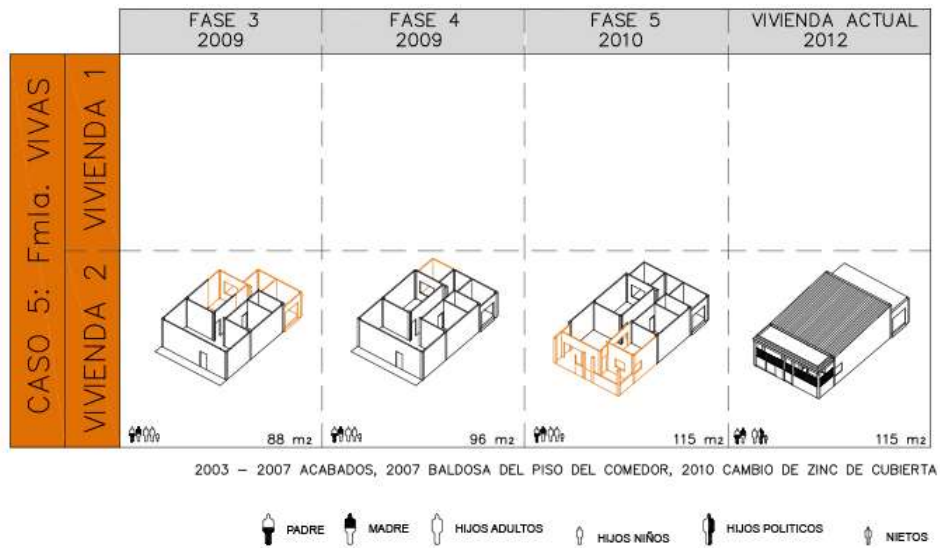 FASE 3
2009
FASE 4
2009
FASE 5
2010
VIVIENDA ACTUAL
2012
CASO 5: Fmla. VIVAS
VIVIENDA 1
VIVIENDA 2
88 m2
96 m2
115 m2
115 m2
2003 – 2007 ACABADOS, 2007 BALDOSA DEL PISO DEL COMEDOR, 2010 CAMBIO DE ZINC DE CUBIERTA
PADRE
MADRE
HIJOS ADULTOS
HIJOS NIÑOS
HIJOS POLITICOS
NIETOS